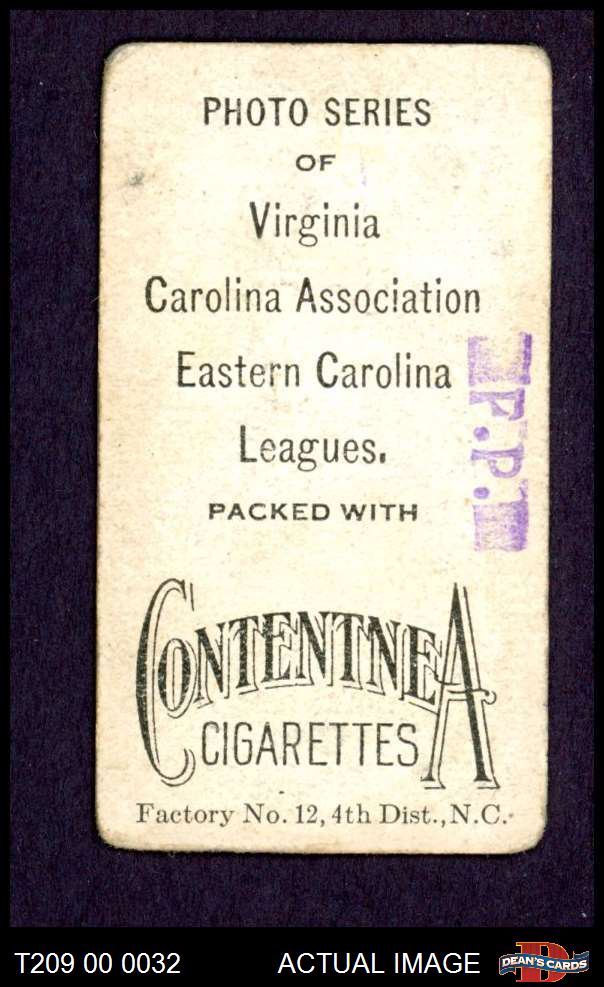 PHOTO SERIES
OF
Virginia
Carolina Association
Eastern Carolina
Leagues.
PACKED WITH
CONTENTNEA
CIGARETTES
Factory No. 12, 4th Dist., N.C.
F.P.
T209 00 0032 ACTUAL IMAGE
D
DEAN'S CARDS